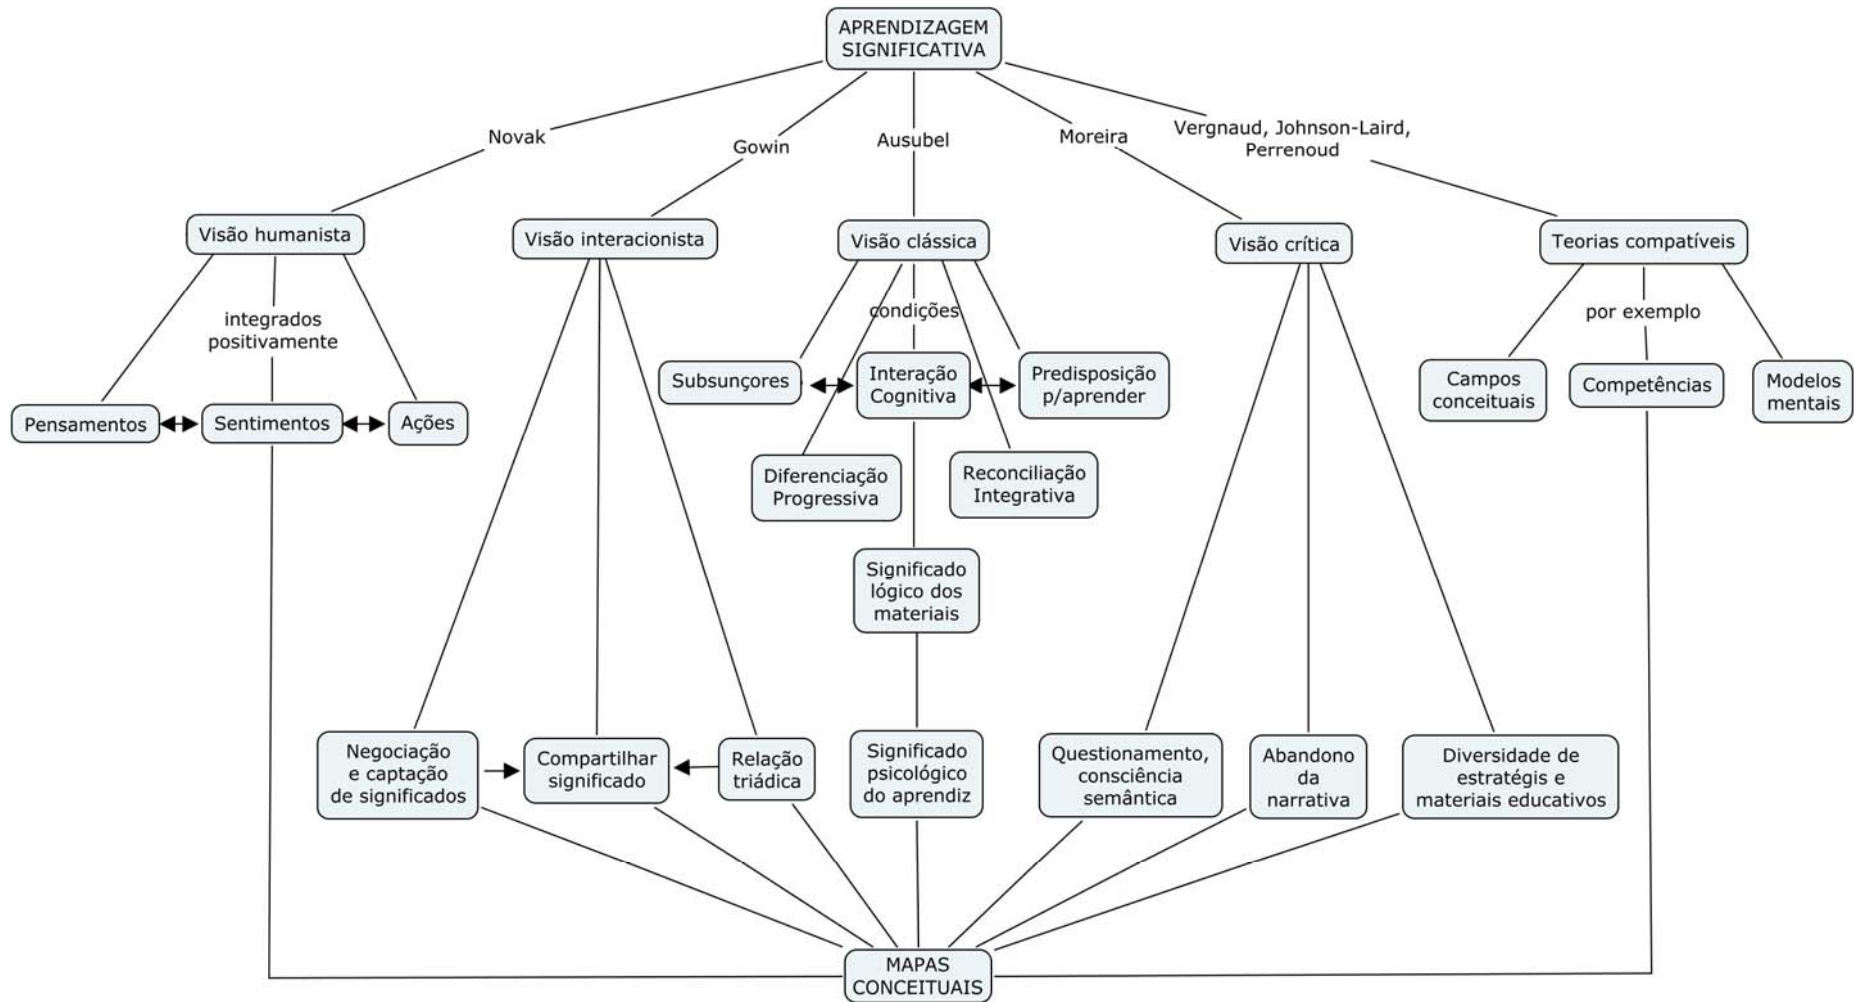 APRENDIZAGEM
SIGNIFICATIVA
Novak
Gowin
Ausubel
Moreira
Vergnaud, Johnson-Laird,
Perrenoud
Visão humanista
Visão interacionista
Visão clássica
Visão crítica
Teorias compatíveis
integrados
positivamente
condições
por exemplo
Pensamentos
Sentimentos
Ações
Subsunçores
Interação
Cognitiva
Predisposição
p/aprender
Campos
conceituais
Competências
Modelos
mentais
Diferenciação
Progressiva
Reconciliação
Integrativa
Significado
lógico dos
materiais
Negociação
e captação
de significados
Compartilhar
significado
Relação
triádica
Significado
psicológico
do aprendiz
Questionamento,
consciência
semântica
Abandono
da
narrativa
Diversidade de
estratégis e
materiais educativos
MAPAS
CONCEITUAIS